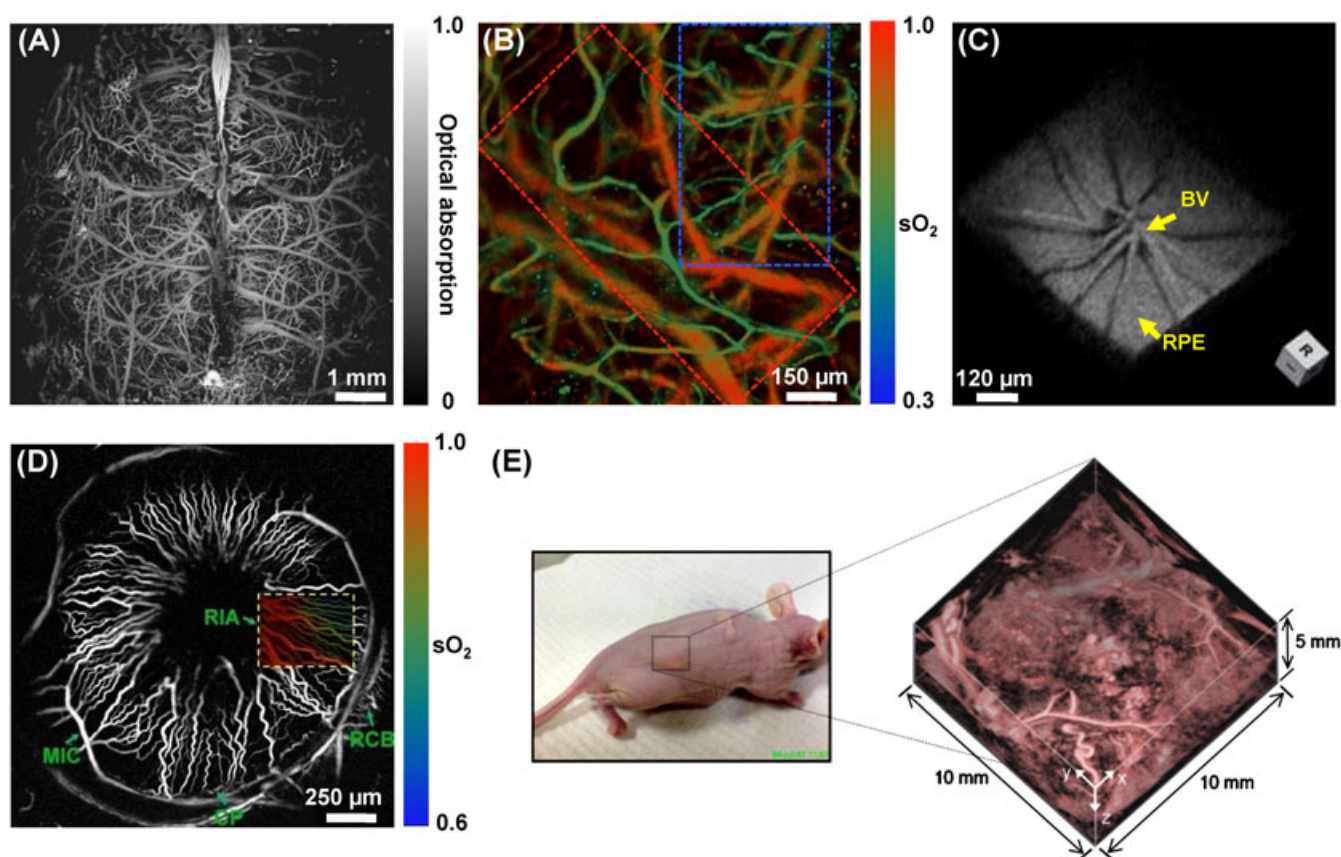 (A)
1.0
Optical absorption
0
1 mm
(B)
1.0
sO2
0.3
150 µm
(C)
BV
RPE
120 µm
R
(D)
1.0
sO2
0.6
RIA
MIC
RCB
CP
250 µm
(E)
5 mm
10 mm
10 mm
x
y
z